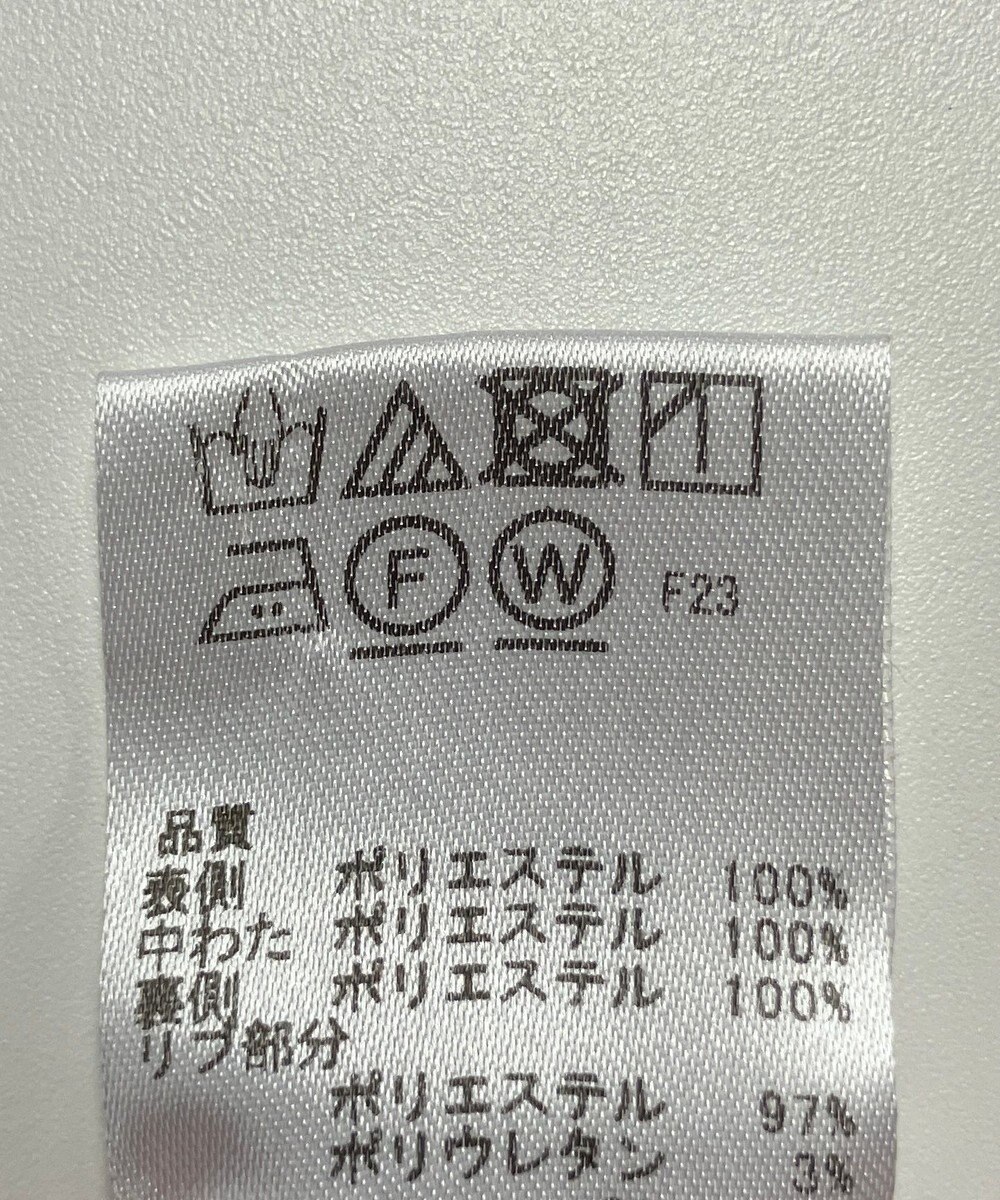 F W F23
品質
表側 ポリエステル 100%
中わた ポリエステル 100%
裏側 ポリエステル 100%
リブ部分
ポリエステル 97%
ポリウレタン 3%